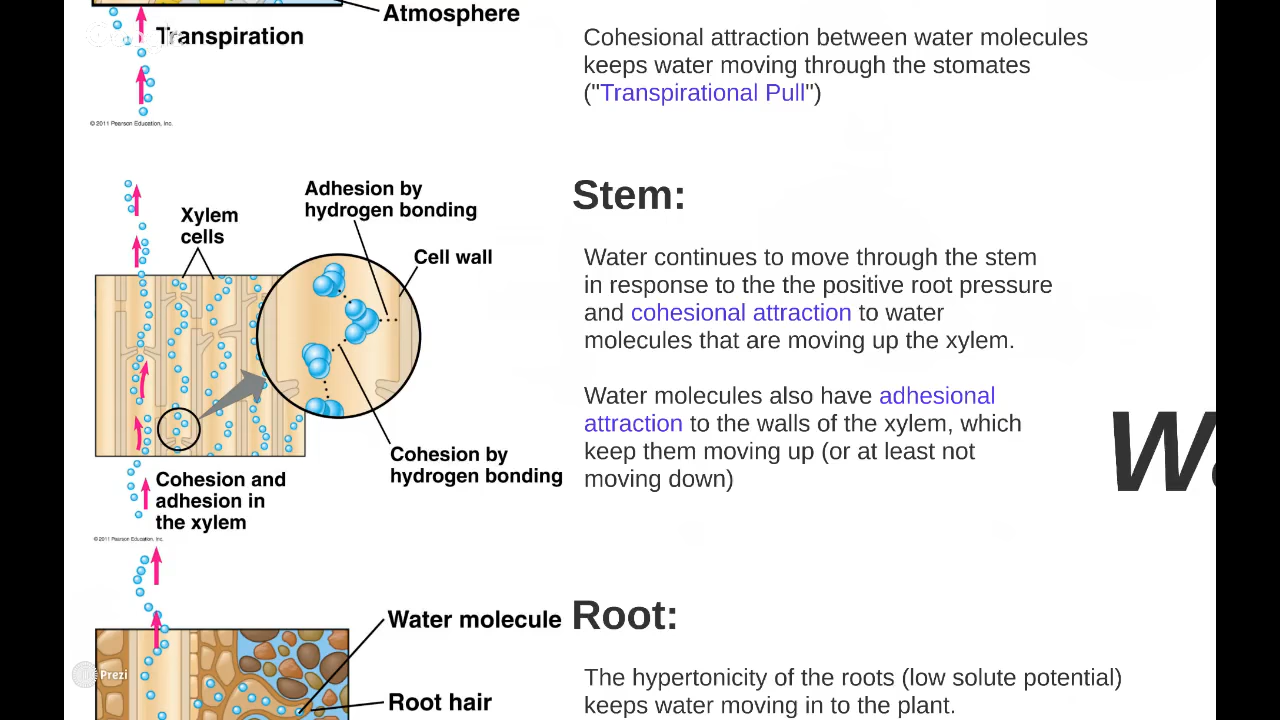 Atmosphere
Transpiration
© 2011 Pearson Education, Inc.
Cohesional attraction between water molecules
keeps water moving through the stomates
("Transpirational Pull")
Stem:
Adhesion by
hydrogen bonding
Xylem
cells
Cell wall
Cohesion by
hydrogen bonding
Cohesion and
adhesion in
the xylem
© 2011 Pearson Education, Inc.
Water continues to move through the stem
in response to the the positive root pressure
and cohesional attraction to water
molecules that are moving up the xylem.
Water molecules also have adhesional
attraction to the walls of the xylem, which
keep them moving up (or at least not
moving down)
Root:
Water molecule
Root hair
Prezi
The hypertonicity of the roots (low solute potential)
keeps water moving in to the plant.